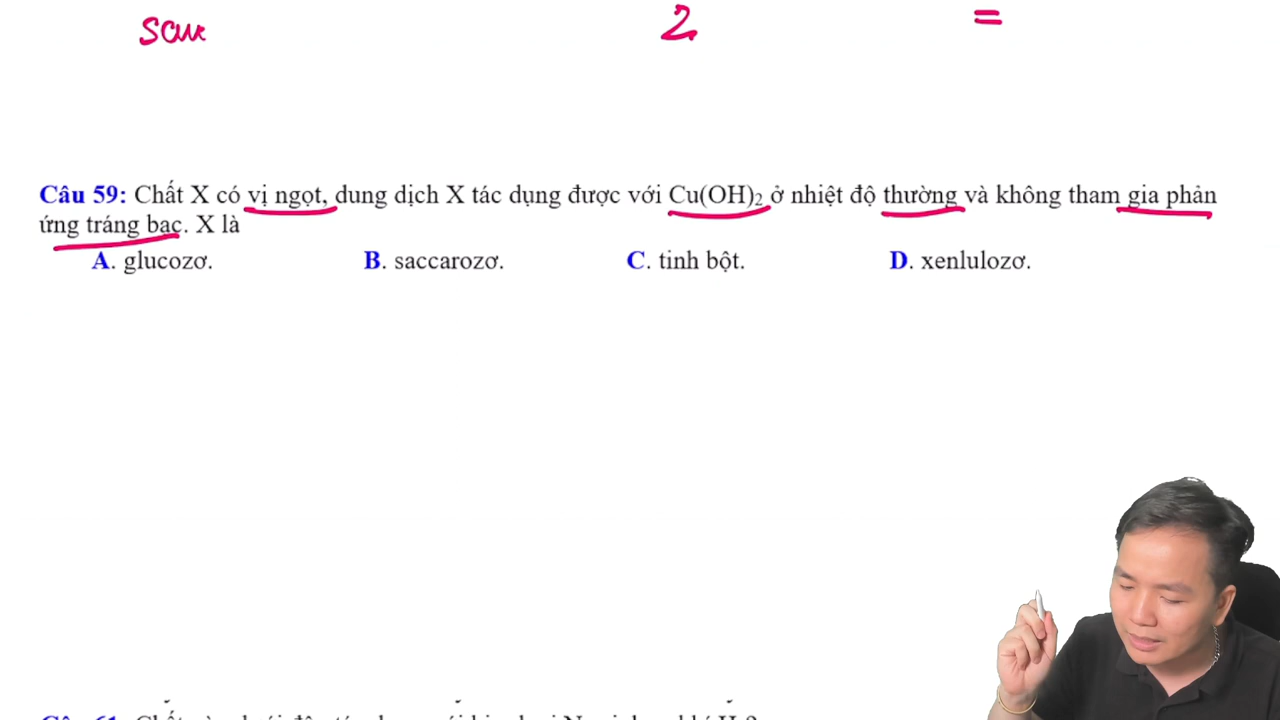 sau 2 =
Câu 59: Chất X có vị ngọt, dung dịch X tác dụng được với Cu(OH)₂ ở nhiệt độ thường và không tham gia phản
ứng tráng bạc. X là
A. glucozơ. B. saccarozơ. C. tinh bột. D. xenlulozơ.